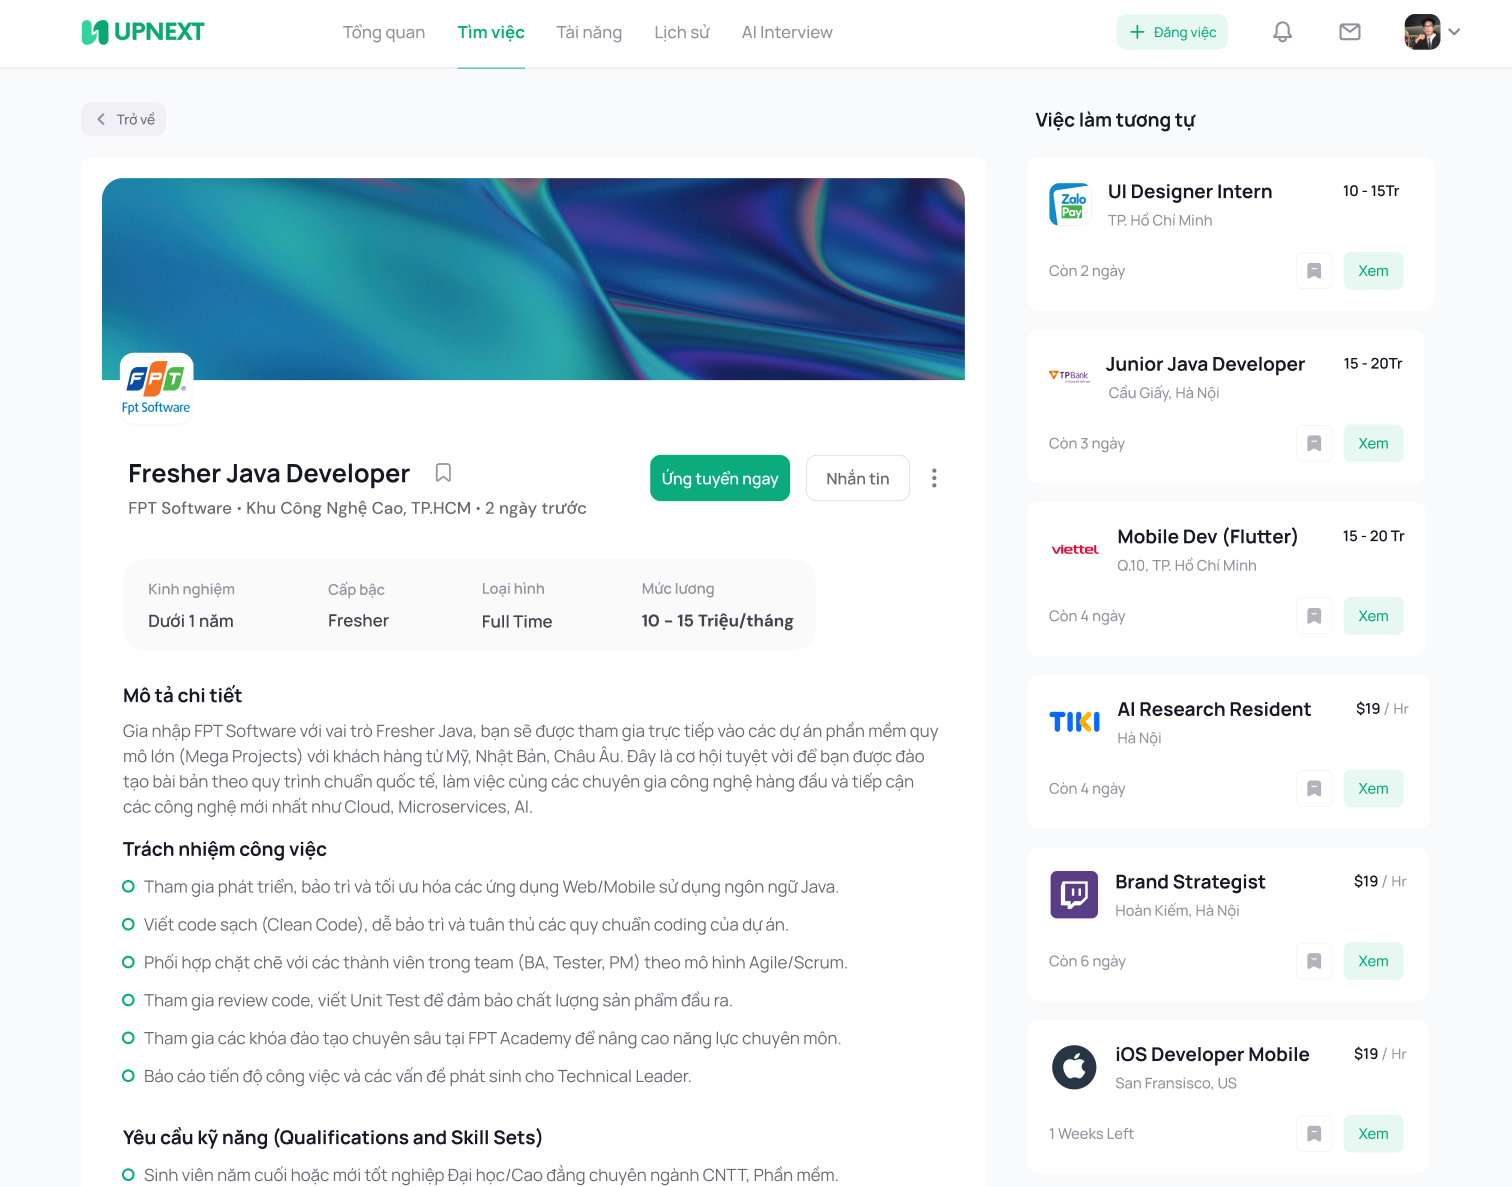 UPNEXT
Tổng quan
Tìm việc
Tài năng
Lịch sử
AI Interview
Đăng việc
Trở về
FPT
Fpt Software
Fresher Java Developer
FPT Software • Khu Công Nghệ Cao, TP.HCM • 2 ngày trước
Ứng tuyển ngay
Nhắn tin
Kinh nghiệm
Dưới 1 năm
Cấp bậc
Fresher
Loại hình
Full Time
Mức lương
10 – 15 Triệu/tháng
Mô tả chi tiết
Gia nhập FPT Software với vai trò Fresher Java, bạn sẽ được tham gia trực tiếp vào các dự án phần mềm quy
mô lớn (Mega Projects) với khách hàng từ Mỹ, Nhật Bản, Châu Âu. Đây là cơ hội tuyệt vời để bạn được đào
tạo bài bản theo quy trình chuẩn quốc tế, làm việc cùng các chuyên gia công nghệ hàng đầu và tiếp cận
các công nghệ mới nhất như Cloud, Microservices, AI.
Trách nhiệm công việc
Tham gia phát triển, bảo trì và tối ưu hóa các ứng dụng Web/Mobile sử dụng ngôn ngữ Java.
Viết code sạch (Clean Code), dễ bảo trì và tuân thủ các quy chuẩn coding của dự án.
Phối hợp chặt chẽ với các thành viên trong team (BA, Tester, PM) theo mô hình Agile/Scrum.
Tham gia review code, viết Unit Test để đảm bảo chất lượng sản phẩm đầu ra.
Tham gia các khóa đào tạo chuyên sâu tại FPT Academy để nâng cao năng lực chuyên môn.
Báo cáo tiến độ công việc và các vấn đề phát sinh cho Technical Leader.
Yêu cầu kỹ năng (Qualifications and Skill Sets)
Sinh viên năm cuối hoặc mới tốt nghiệp Đại học/Cao đẳng chuyên ngành CNTT, Phần mềm.
Việc làm tương tự
Zalo
Pay
UI Designer Intern
10 - 15Tr
TP. Hồ Chí Minh
Còn 2 ngày
Xem
TPBank
Junior Java Developer
15 - 20Tr
Cầu Giấy, Hà Nội
Còn 3 ngày
Xem
viettel
Mobile Dev (Flutter)
15 - 20 Tr
Q.10, TP. Hồ Chí Minh
Còn 4 ngày
Xem
TIKI
AI Research Resident
$19 / Hr
Hà Nội
Còn 4 ngày
Xem
Brand Strategist
$19 / Hr
Hoàn Kiếm, Hà Nội
Còn 6 ngày
Xem
iOS Developer Mobile
$19 / Hr
San Fransisco, US
1 Weeks Left
Xem